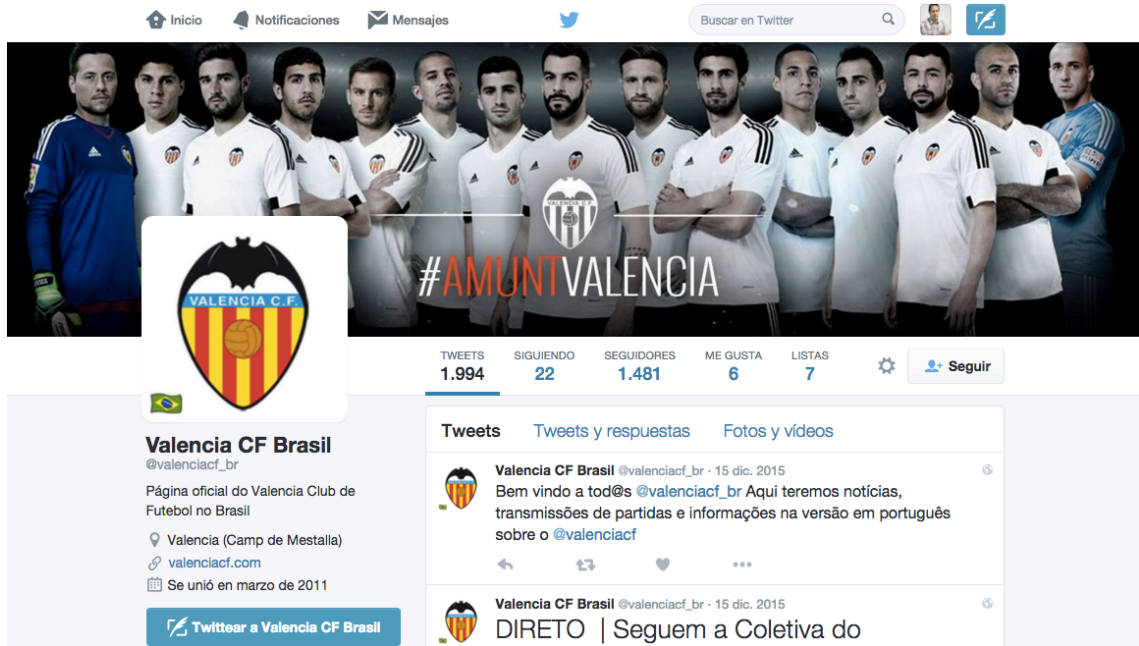 Inicio
Notificaciones
Mensajes
Buscar en Twitter
VALENCIA C.F.
#AMUNTVALENCIA
VALENCIA C.F.
TWEETS
1.994
SIGUIENDO
22
SEGUIDORES
1.481
ME GUSTA
6
LISTAS
7
Seguir
Valencia CF Brasil
@valenciacf_br
Página oficial do Valencia Club de
Futebol no Brasil
Valencia (Camp de Mestalla)
valenciacf.com
Se unió en marzo de 2011
Twittear a Valencia CF Brasil
Tweets
Tweets y respuestas
Fotos y vídeos
Valencia CF Brasil @valenciacf_br · 15 dic. 2015
Bem vindo a tod@s @valenciacf_br Aqui teremos notícias,
transmissões de partidas e informações na versão em português
sobre o @valenciacf
Valencia CF Brasil @valenciacf_br · 15 dic. 2015
DIRETO | Seguem a Coletiva do